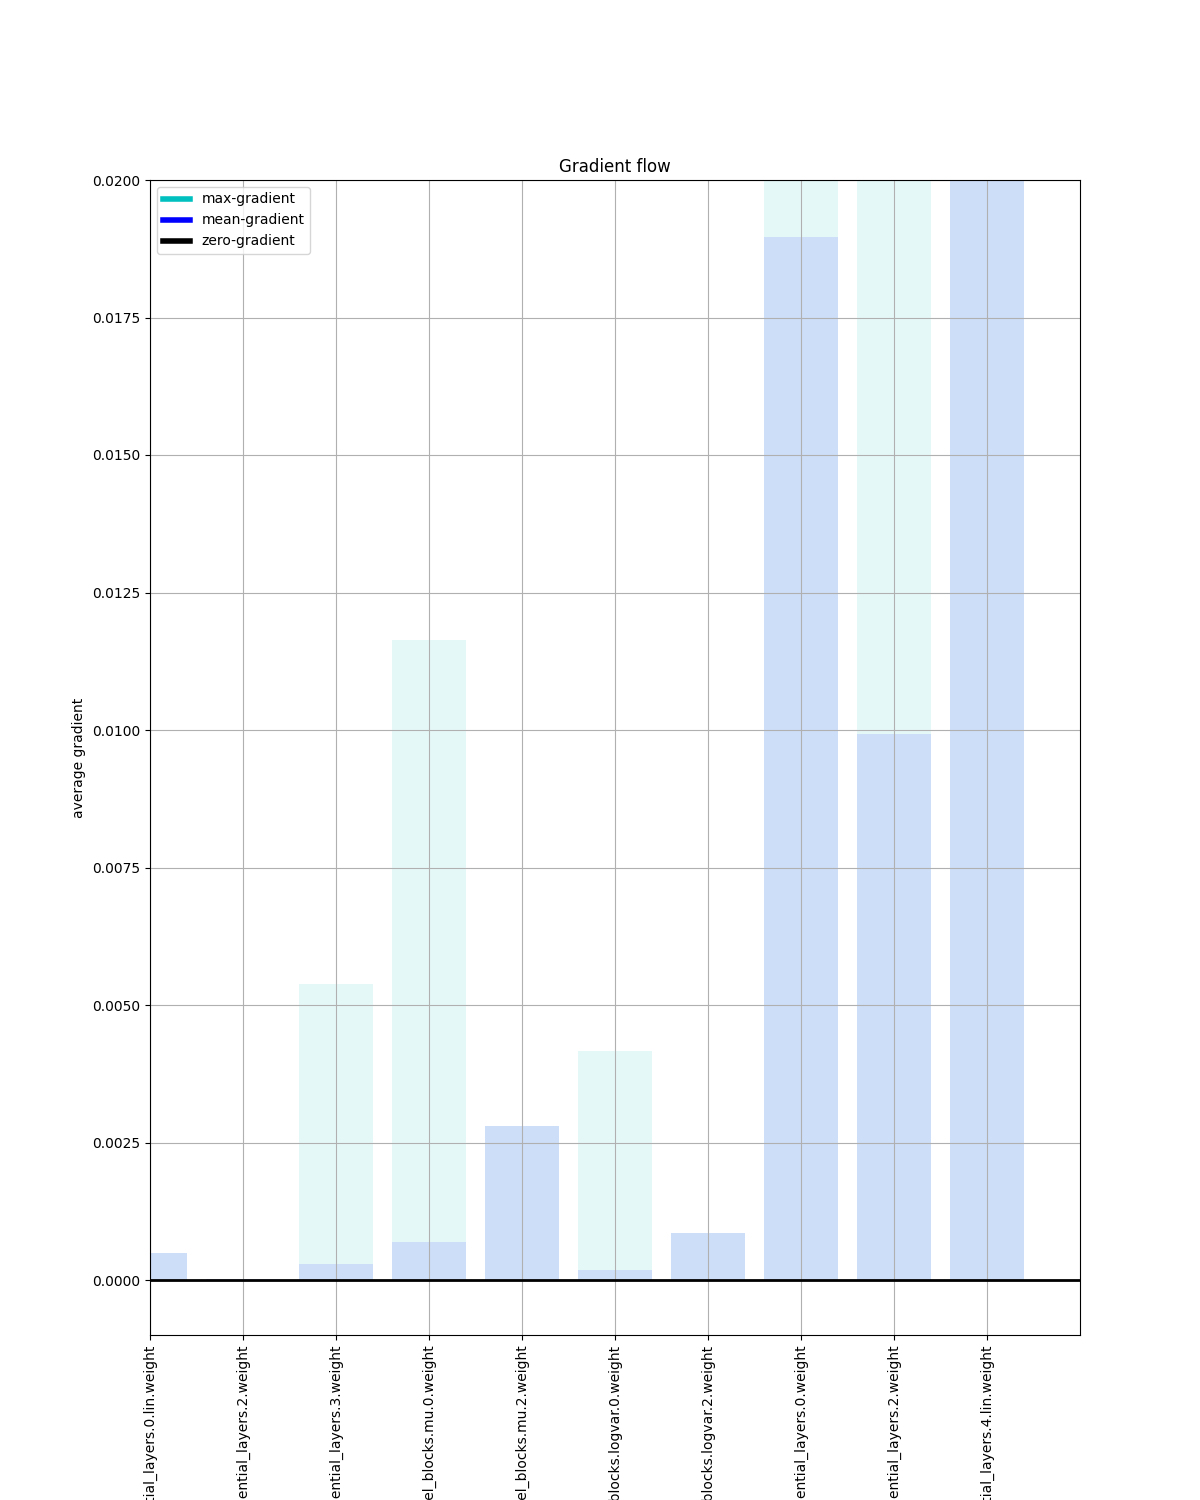 Gradient flow
max-gradient
mean-gradient
zero-gradient
0.0200
0.0175
0.0150
0.0125
0.0100
0.0075
0.0050
0.0025
0.0000
average gradient
tial_layers.0.lin.weight
ential_layers.2.weight
ential_layers.3.weight
el_blocks.mu.0.weight
el_blocks.mu.2.weight
blocks.logvar.0.weight
blocks.logvar.2.weight
ential_layers.0.weight
ential_layers.2.weight
tial_layers.4.lin.weight